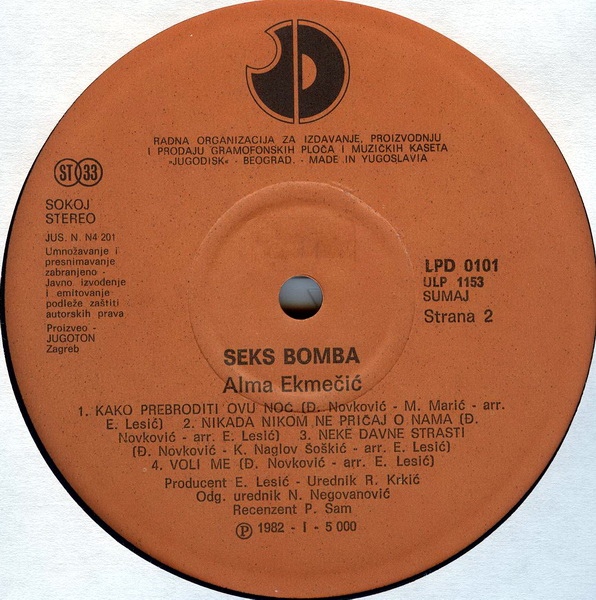 RADNA ORGANIZACIJA ZA IZDAVANJE, PROIZVODNJU
I PRODAJU GRAMOFONSKIH PLOČA I MUZIČKIH KASETA
»JUGODISK« - BEOGRAD. - MADE IN YUGOSLAVIA
ST 33
SOKOJ
STEREO
JUS. N. N4 201
Umnožavanje i
presnimavanje
zabranjeno -
Javno izvođenje
i emitovanje
podleže zaštiti
autorskih prava
Proizveo -
JUGOTON
Zagreb
LPD 0101
ULP 1153
SUMAJ
Strana 2
SEKS BOMBA
Alma Ekmečić
1. KAKO PREBRODITI OVU NOĆ (Đ. Novković - M. Marić - arr.
E. Lesić) 2. NIKADA NIKOM NE PRIČAJ O NAMA (Đ.
Novković - arr. E. Lesić) 3. NEKE DAVNE STRASTI
(Đ. Novković - K. Naglov Šoškić - arr. E. Lesić)
4. VOLI ME (Đ. Novković - arr. E. Lesić)
Producent E. Lesić - Urednik R. Krkić
Odg. urednik N. Negovanović
Recenzent P. Sam
Ⓟ 1982 - I - 5 000